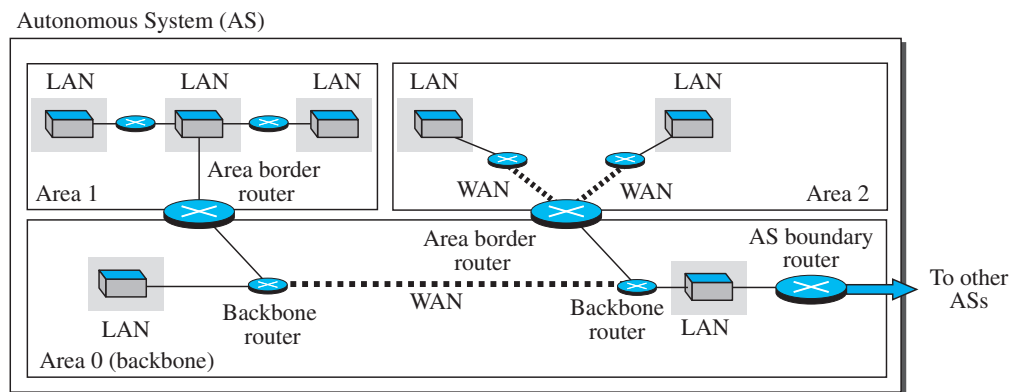 Autonomous System (AS)
LAN
LAN
LAN
Area border
router
Area 1
LAN
LAN
WAN
WAN
Area 2
Area border
router
AS boundary
router
LAN
Backbone
router
WAN
Backbone
router
LAN
To other
ASs
Area 0 (backbone)